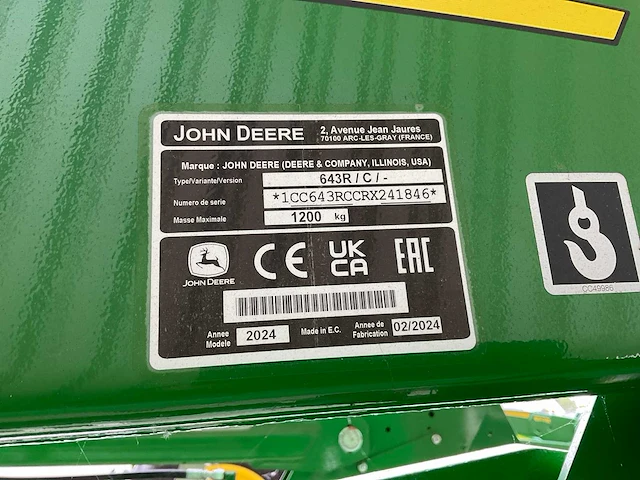 JOHN DEERE
2, Avenue Jean Jaures
70100 ARC-LES-GRAY (FRANCE)
Marque : JOHN DEERE (DEERE & COMPANY, ILLINOIS, USA)
Type/Variante/Version 643R / C / -
Numero de serie *1CC643RCCRX241846*
Masse Maximale 1200 kg
JOHN DEERE
CE UK CA EAC
Annee Modele 2024 Made in E.C. Annee de Fabrication 02/2024
CC49986